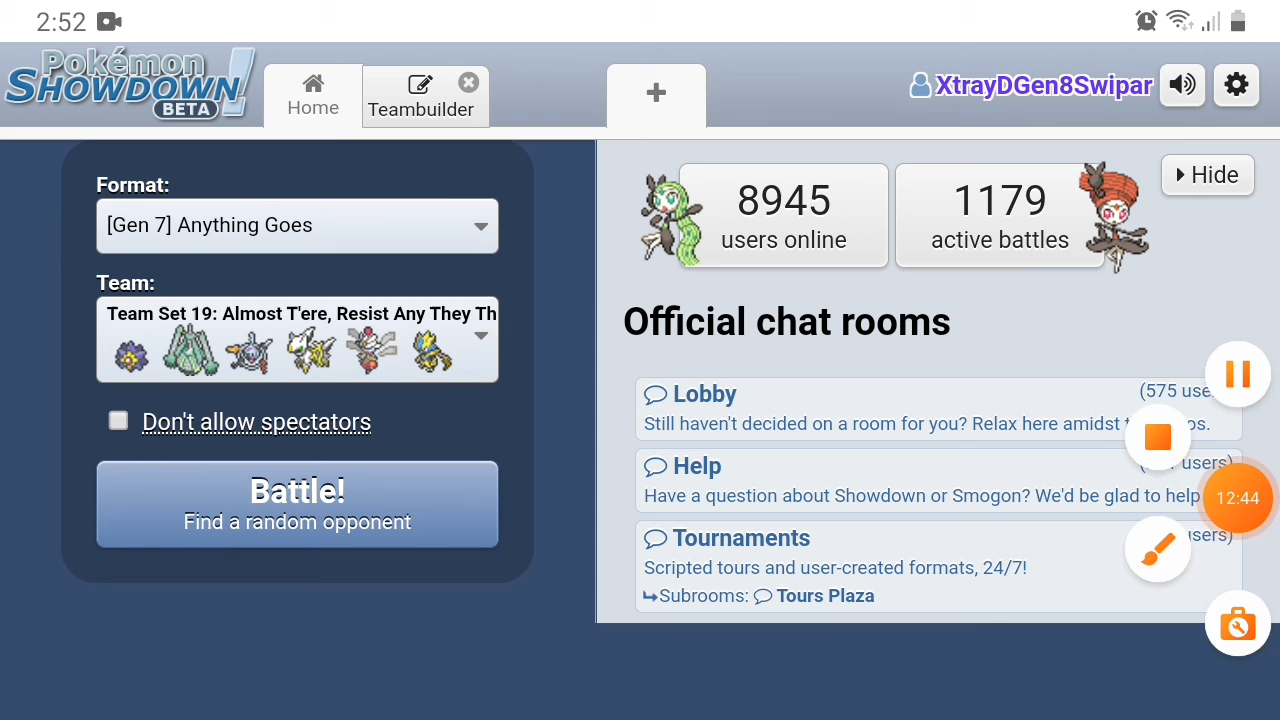 2:52
Pokémon
Showdown!
BETA
Home
Teambuilder
XtrayDGen8Swipar
Format:
[Gen 7] Anything Goes
Team:
Team Set 19: Almost T'ere, Resist Any They Th
Don't allow spectators
Battle!
Find a random opponent
8945
users online
1179
active battles
Hide
Official chat rooms
Lobby
(575 use
Still haven't decided on a room for you? Relax here amidst t os.
Help
users)
Have a question about Showdown or Smogon? We'd be glad to help
12:44
Tournaments
users)
Scripted tours and user-created formats, 24/7!
Subrooms: Tours Plaza